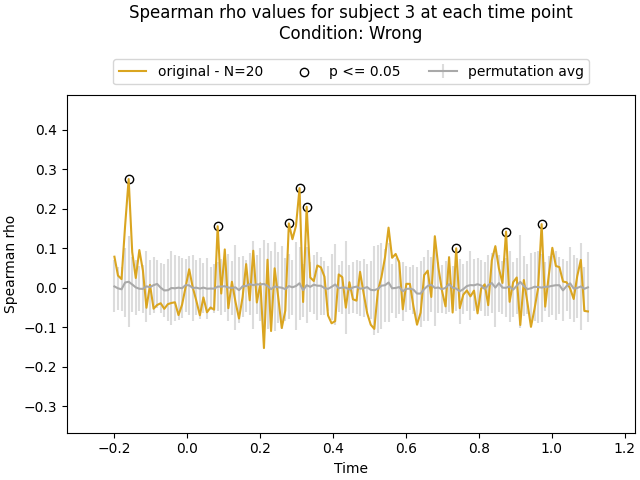 Spearman rho values for subject 3 at each time point
Condition: Wrong
original - N=20
p <= 0.05
permutation avg
Spearman rho
0.4
0.3
0.2
0.1
0.0
−0.1
−0.2
−0.3
−0.2
0.0
0.2
0.4
0.6
0.8
1.0
1.2
Time